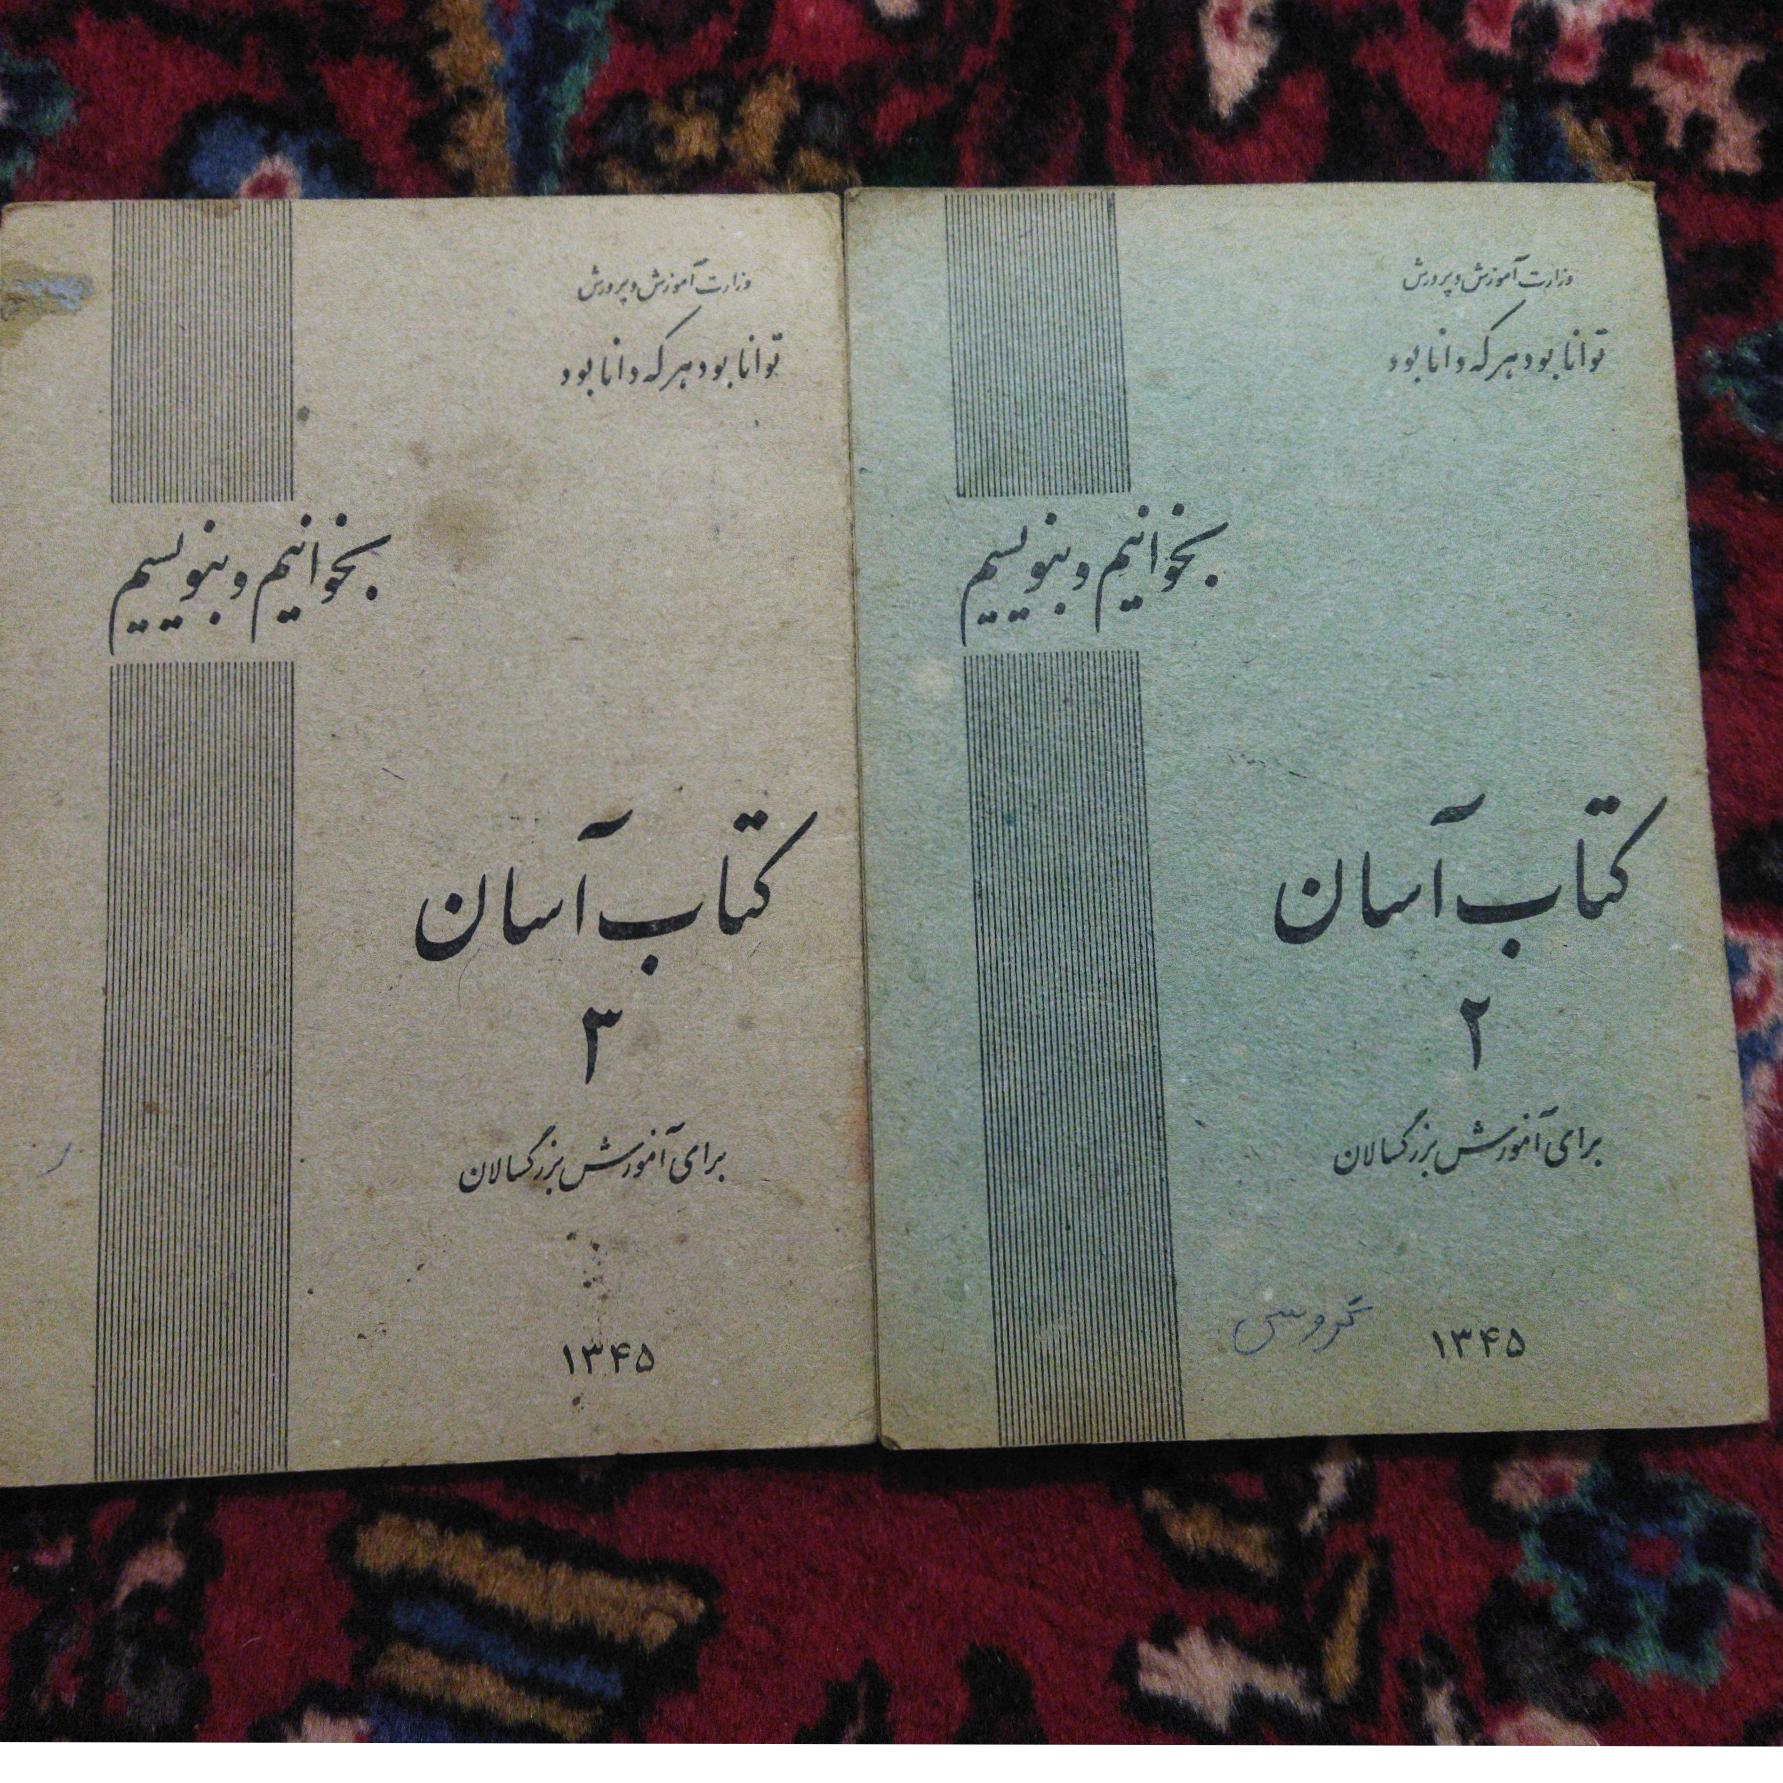 وزارت آموزش و پرورش
توانا بود هر که دانا بود
بخوانیم و بنویسیم
کتاب آسان
۲
برای آموزش بزرگسالان
۱۳۴۵
وزارت آموزش و پرورش
توانا بود هر که دانا بود
بخوانیم و بنویسیم
کتاب آسان
۳
برای آموزش بزرگسالان
۱۳۴۵